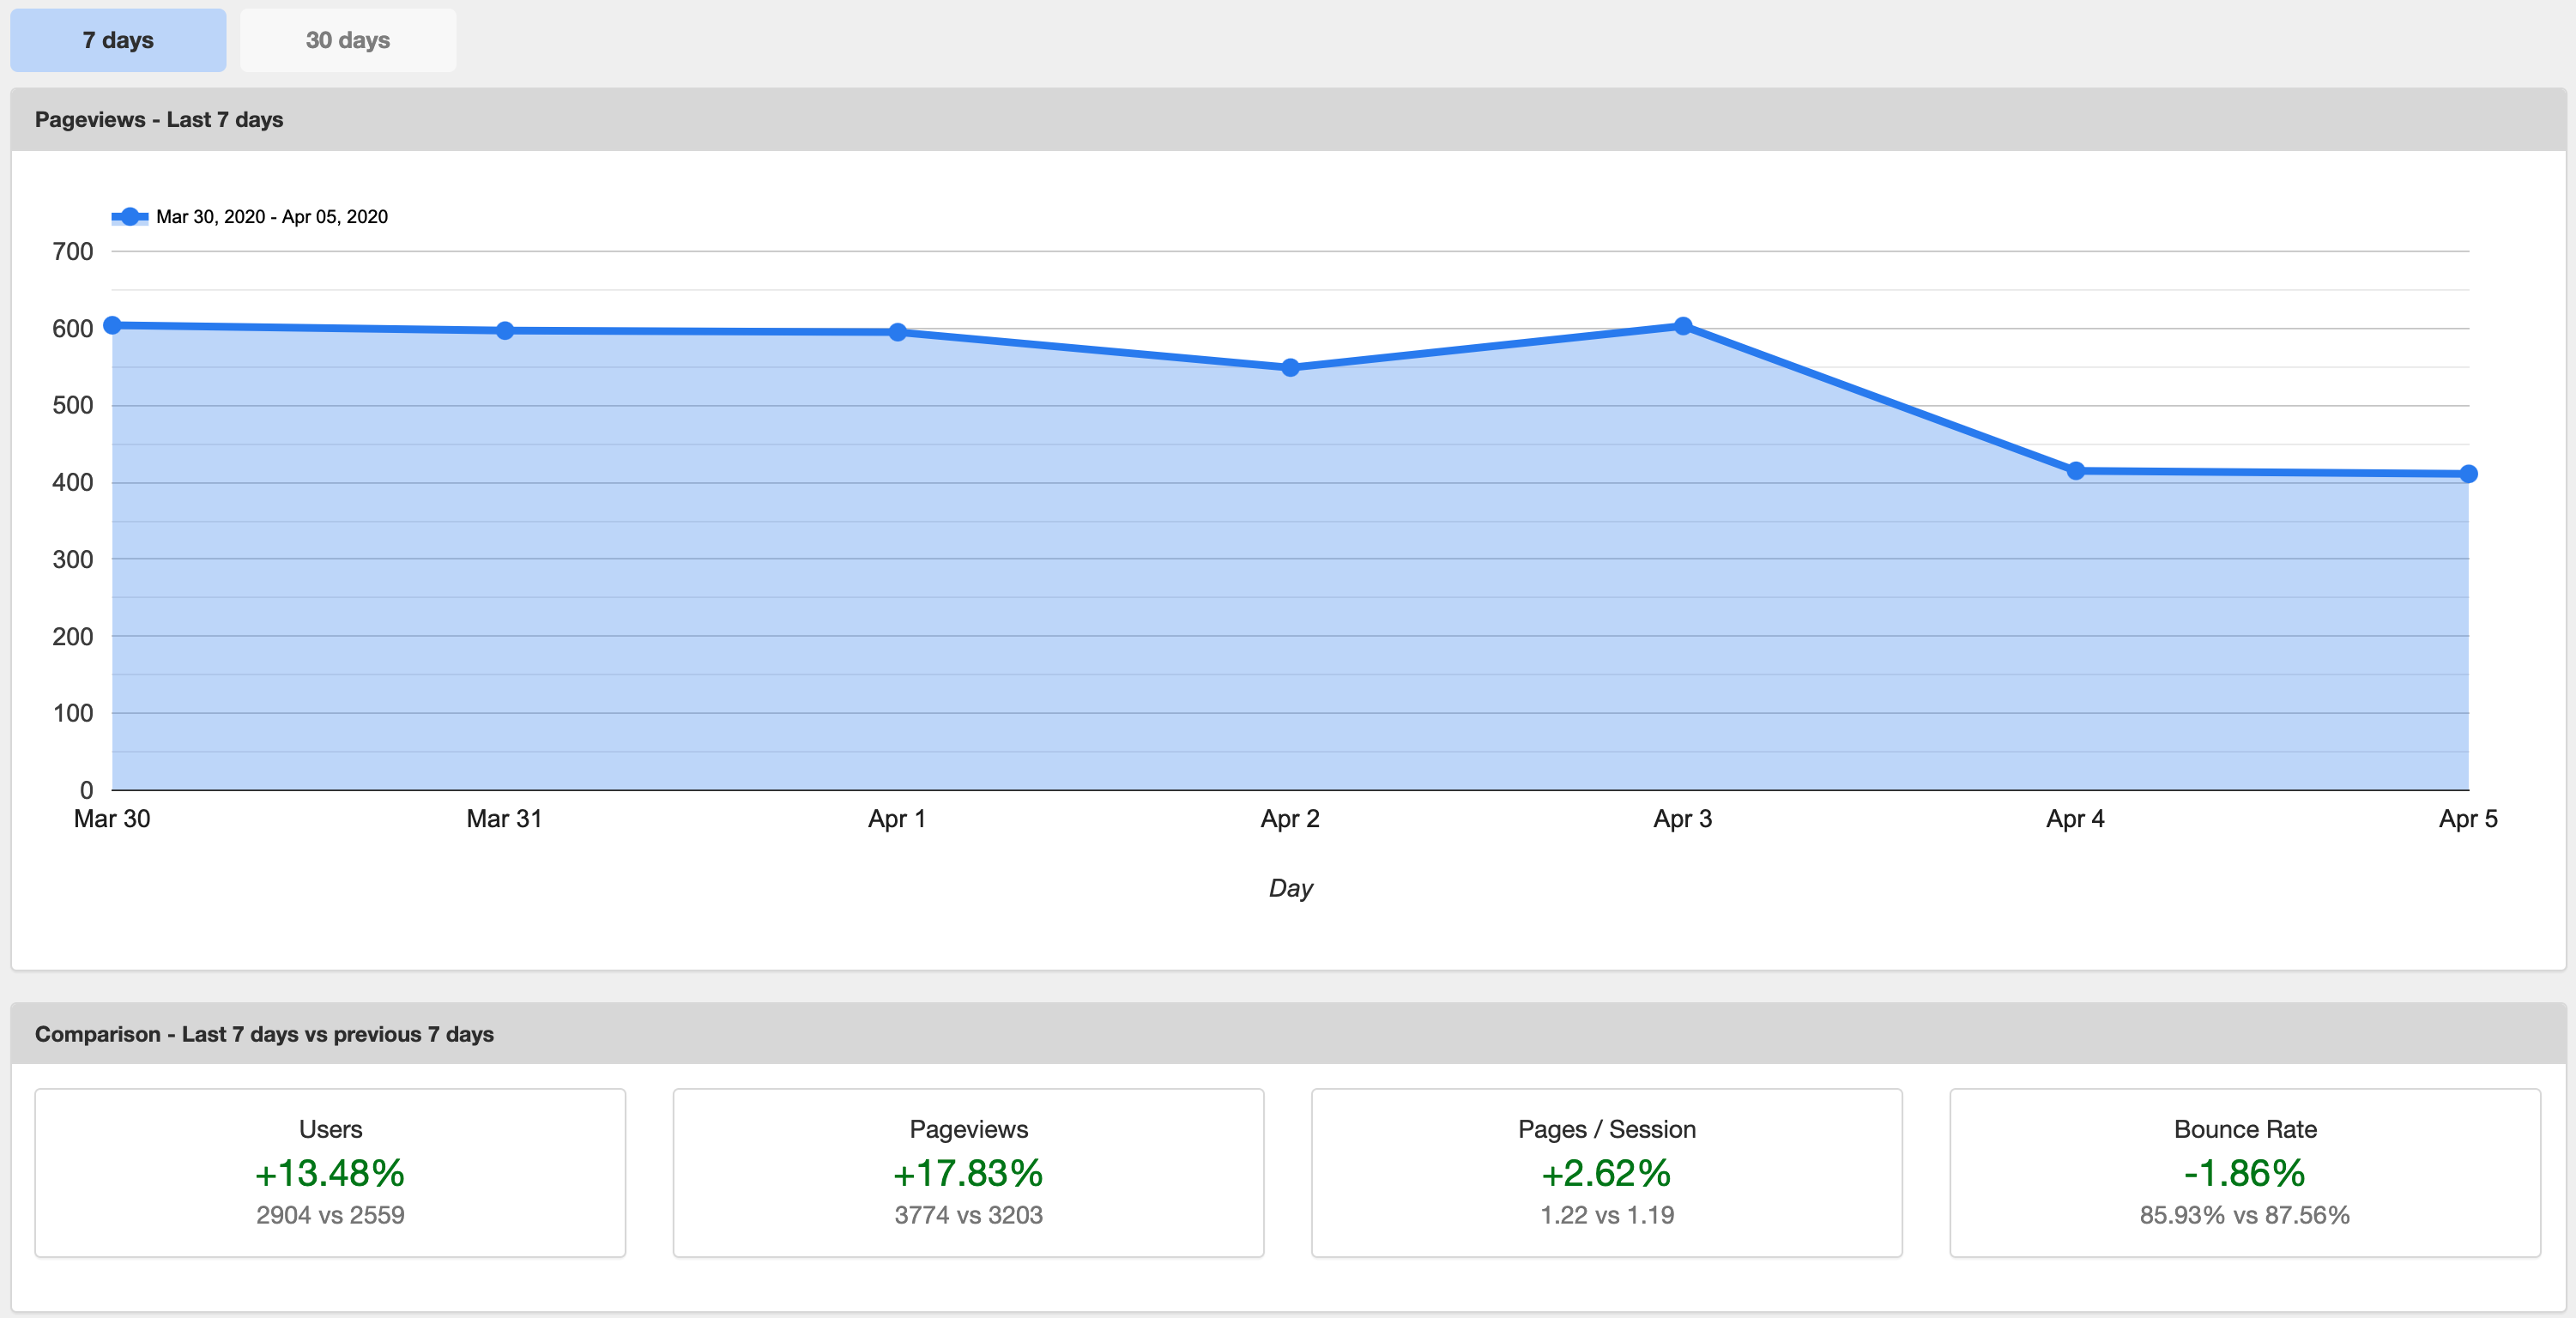 7 days
30 days
Pageviews - Last 7 days
Mar 30, 2020 - Apr 05, 2020
700
600
500
400
300
200
100
0
Mar 30 Mar 31 Apr 1 Apr 2 Apr 3 Apr 4 Apr 5
Day
Comparison - Last 7 days vs previous 7 days
Users
+13.48%
2904 vs 2559
Pageviews
+17.83%
3774 vs 3203
Pages / Session
+2.62%
1.22 vs 1.19
Bounce Rate
-1.86%
85.93% vs 87.56%